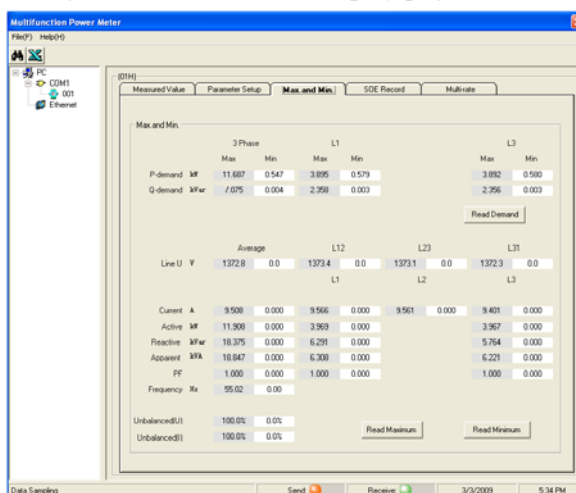 Multifunction Power Meter
File(F) Help(H)
PC
COM1
001
Ethernet
(01H)
Measured Value Parameter Setup Max.and Min. SOE Record Multi-rate
Max.and Min.
3 Phase L1 L3
Max Min Max Min Max Min
P-demand kW 11.687 0.547 3.895 0.579 3.892 0.580
Q-demand kVar 7.075 0.004 2.358 0.003 2.356 0.003
Read Demand
Average L12 L23 L31
Line U V 1372.8 0.0 1373.4 0.0 1373.1 0.0 1372.3 0.0
L1 L2 L3
Current A 9.508 0.000 9.566 0.000 9.561 0.000 9.401 0.000
Active kW 11.908 0.000 3.969 0.000 3.967 0.000
Reactive kVar 18.375 0.000 6.291 0.000 5.764 0.000
Apparent kVA 18.847 0.000 6.308 0.000 6.221 0.000
PF 1.000 0.000 1.000 0.000 1.000 0.000
Frequency Hz 55.02 0.00
Unbalanced(U) 100.0% 0.0%
Read Maximum Read Minimum
Unbalanced(I) 100.0% 0.0%
Data Sampling Send Receive 3/3/2009 5:34 PM